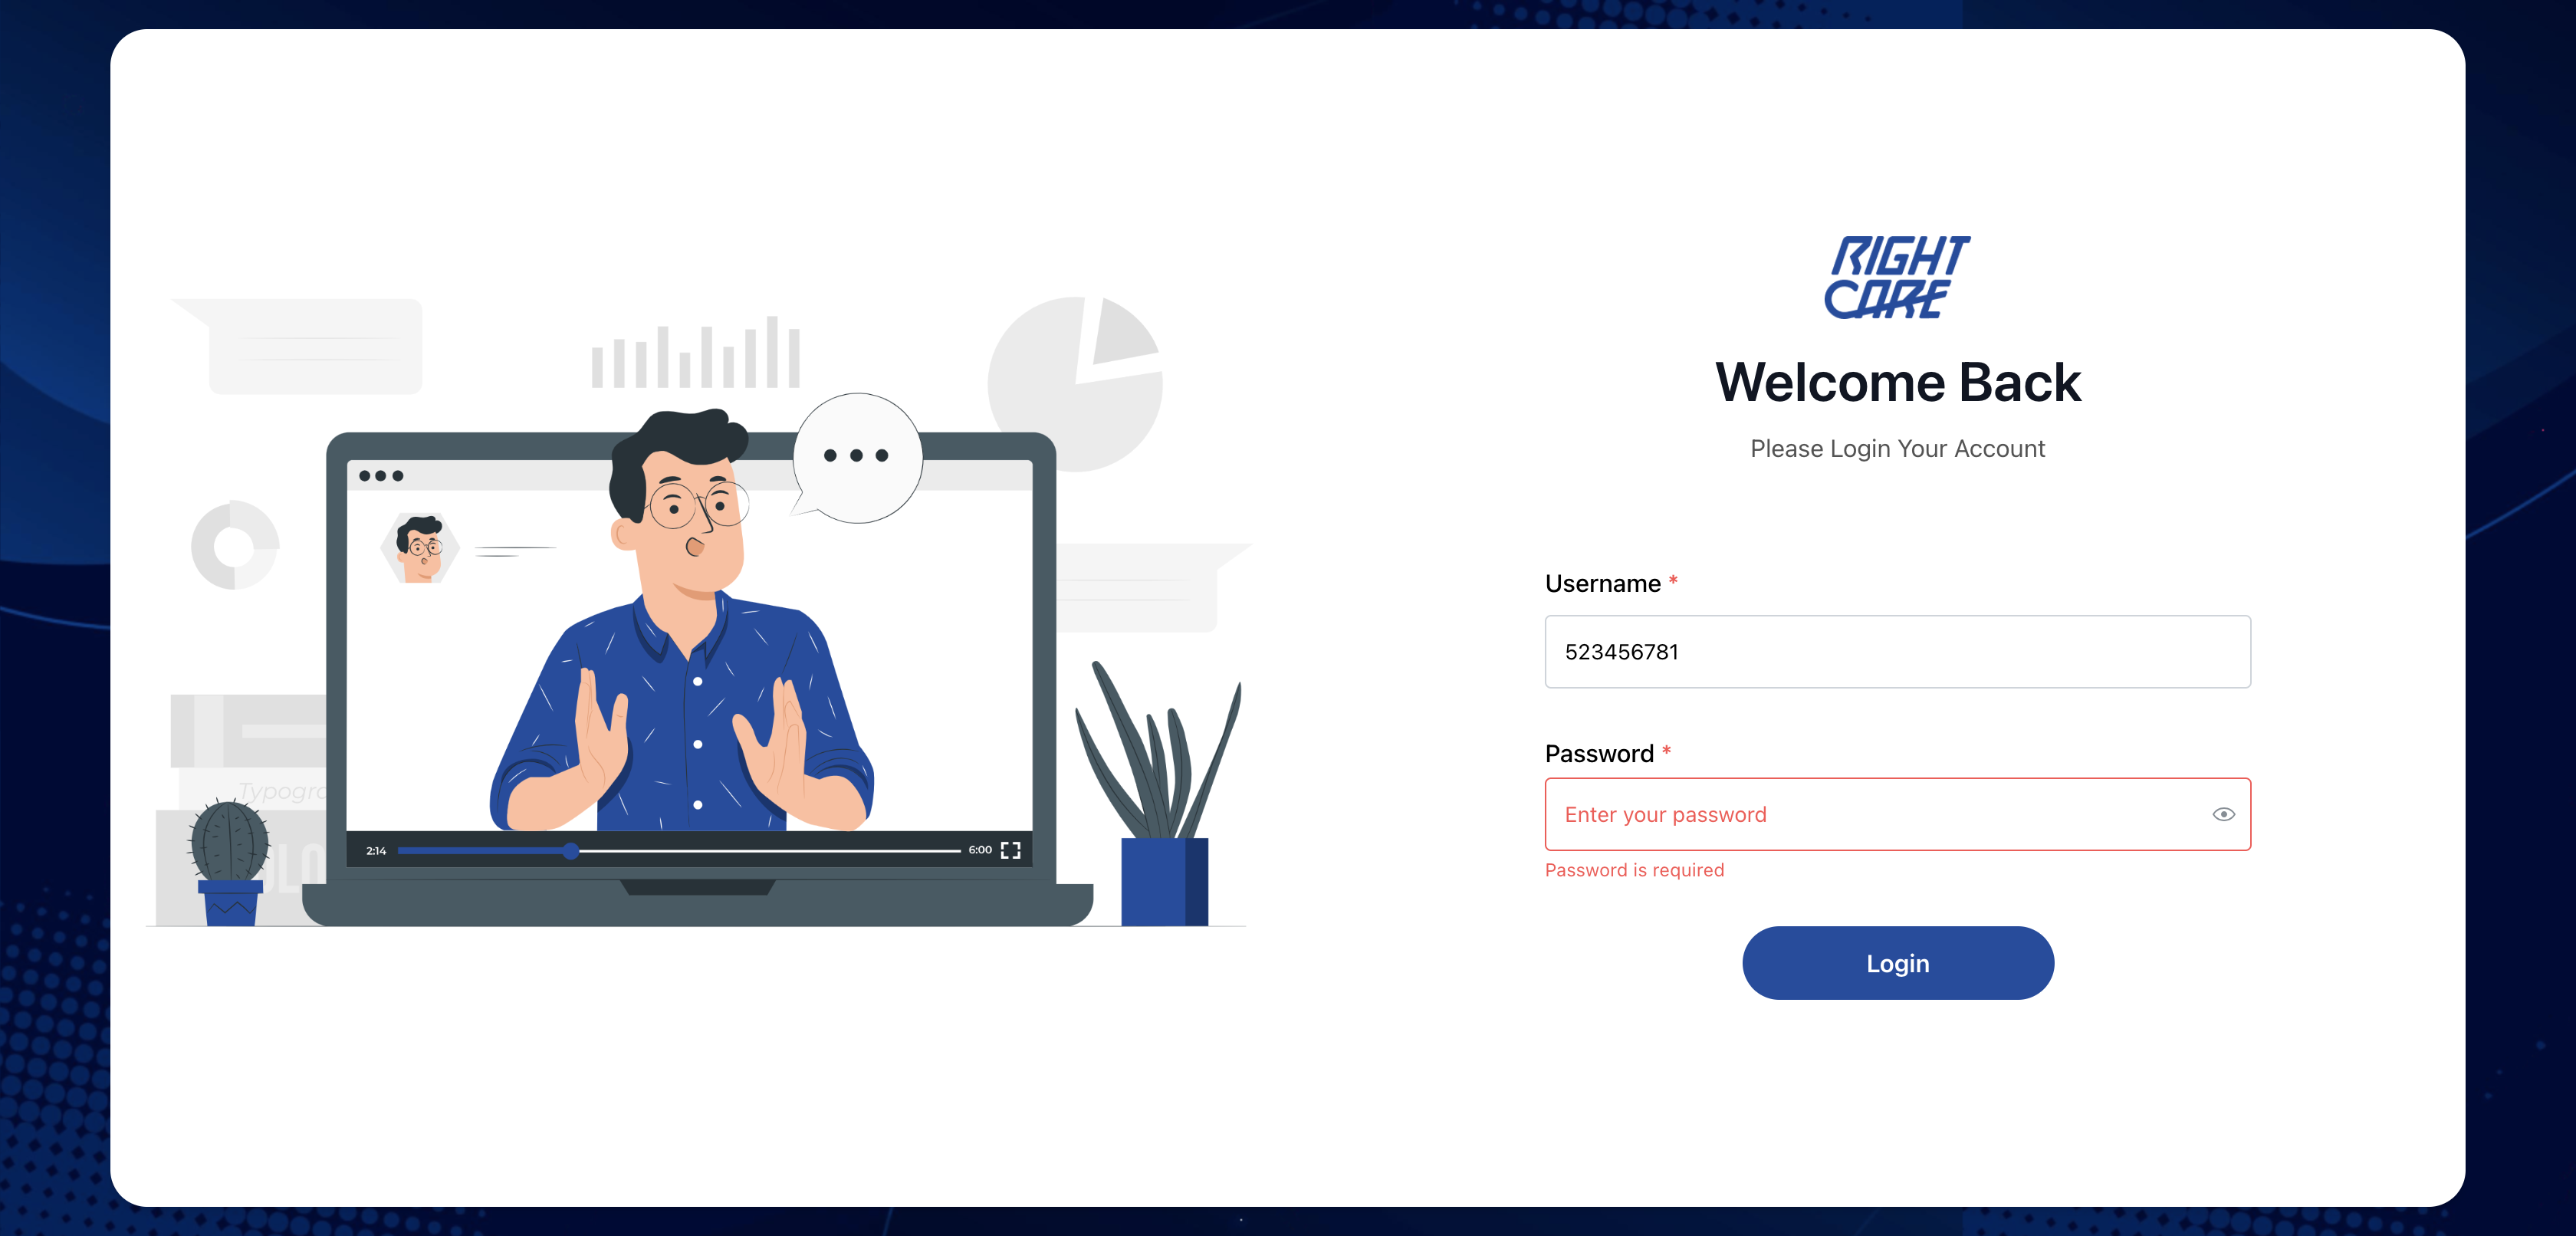 RIGHT
CORE
Welcome Back
Please Login Your Account
Username *
523456781
Password *
Enter your password
Password is required
Login
Typogra
2:14
6:00